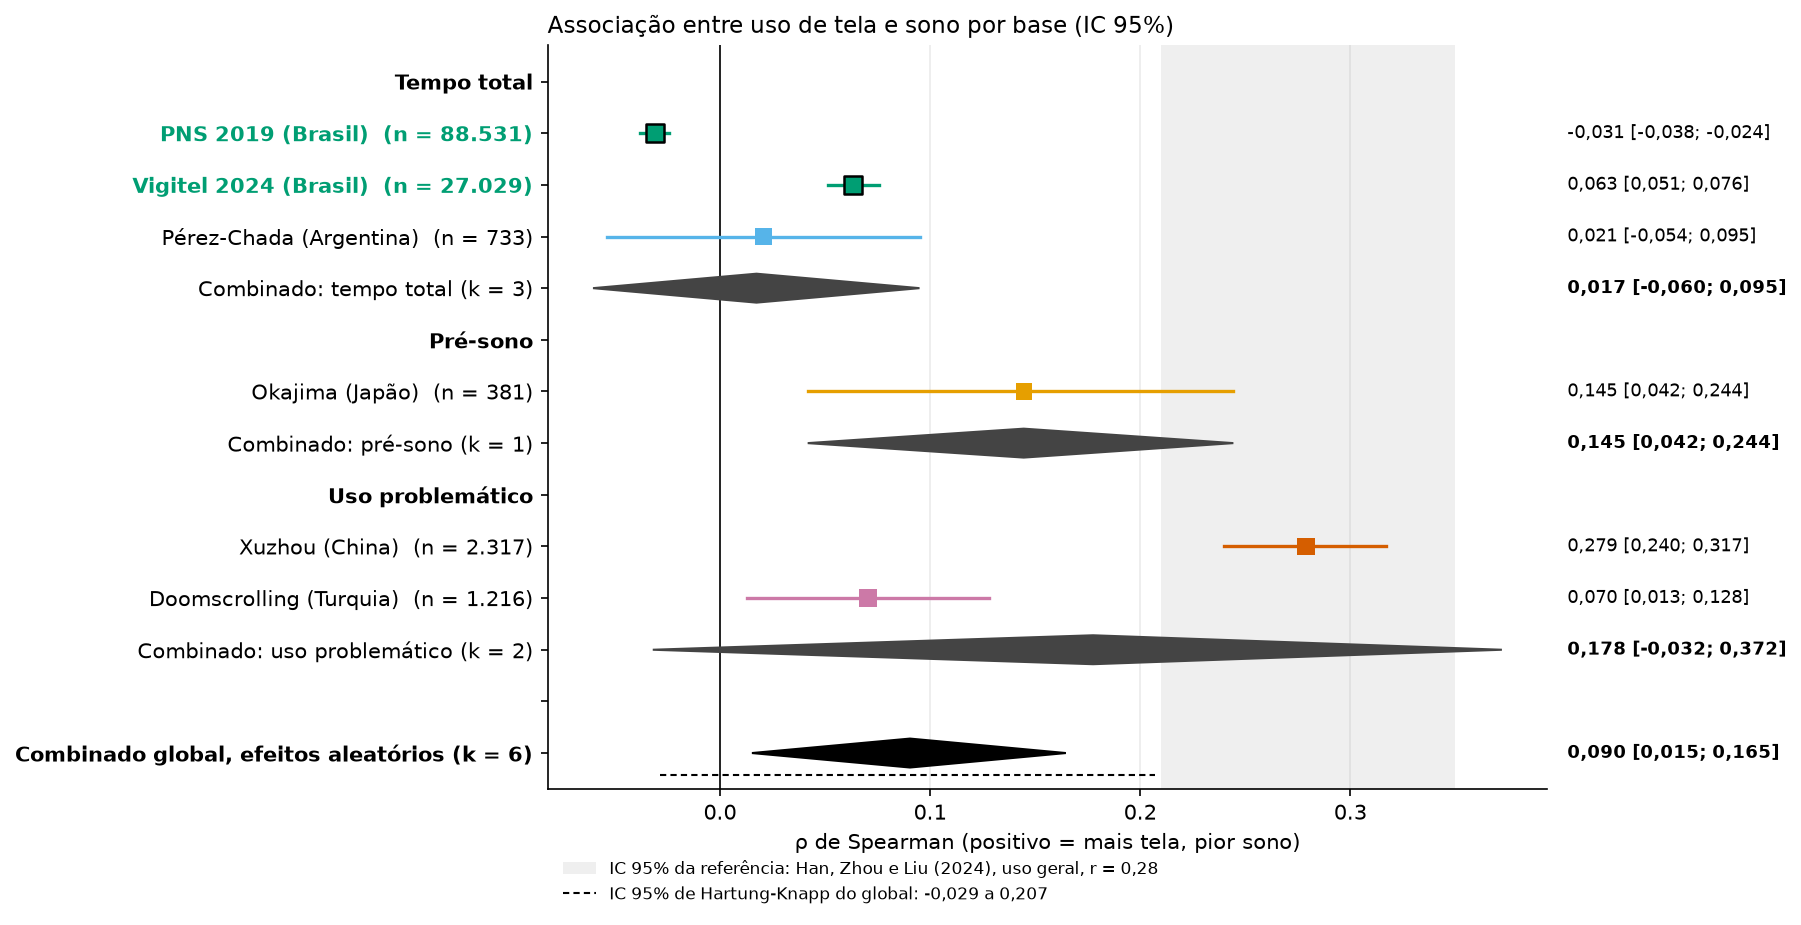 Associação entre uso de tela e sono por base (IC 95%)
Tempo total
PNS 2019 (Brasil)  (n = 88.531) -0,031 [-0,038; -0,024]
Vigitel 2024 (Brasil)  (n = 27.029) 0,063 [0,051; 0,076]
Pérez-Chada (Argentina)  (n = 733) 0,021 [-0,054; 0,095]
Combinado: tempo total (k = 3) 0,017 [-0,060; 0,095]
Pré-sono
Okajima (Japão)  (n = 381) 0,145 [0,042; 0,244]
Combinado: pré-sono (k = 1) 0,145 [0,042; 0,244]
Uso problemático
Xuzhou (China)  (n = 2.317) 0,279 [0,240; 0,317]
Doomscrolling (Turquia)  (n = 1.216) 0,070 [0,013; 0,128]
Combinado: uso problemático (k = 2) 0,178 [-0,032; 0,372]
Combinado global, efeitos aleatórios (k = 6) 0,090 [0,015; 0,165]
0.0 0.1 0.2 0.3
ρ de Spearman (positivo = mais tela, pior sono)
IC 95% da referência: Han, Zhou e Liu (2024), uso geral, r = 0,28
IC 95% de Hartung-Knapp do global: -0,029 a 0,207